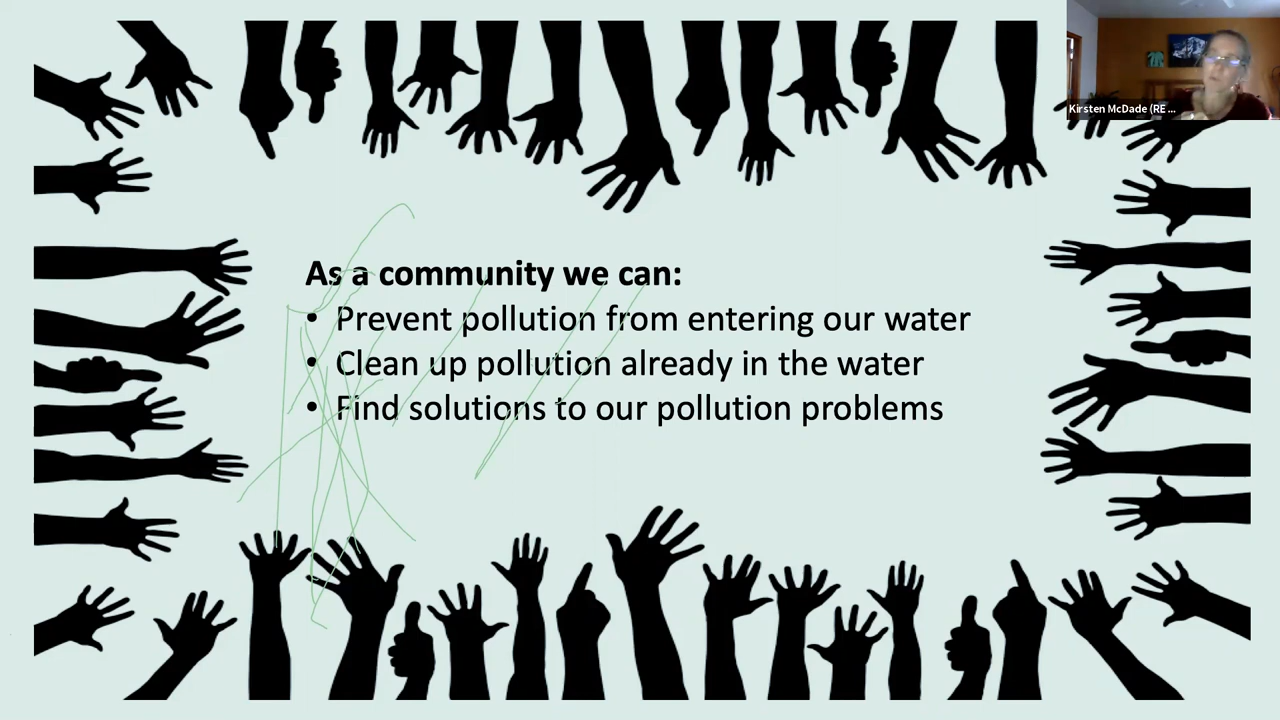 Kirsten McDade (RE ...
As a community we can:
• Prevent pollution from entering our water
• Clean up pollution already in the water
• Find solutions to our pollution problems